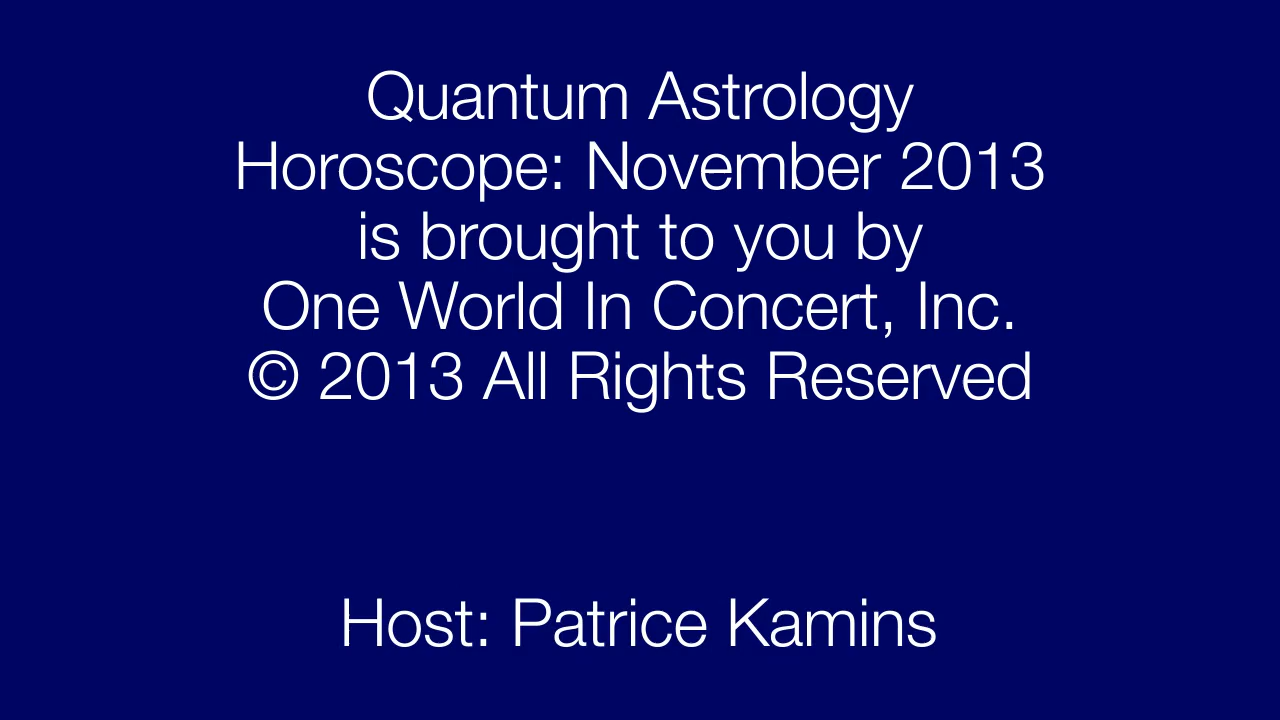 Quantum Astrology
Horoscope: November 2013
is brought to you by
One World In Concert, Inc.
© 2013 All Rights Reserved
Host: Patrice Kamins